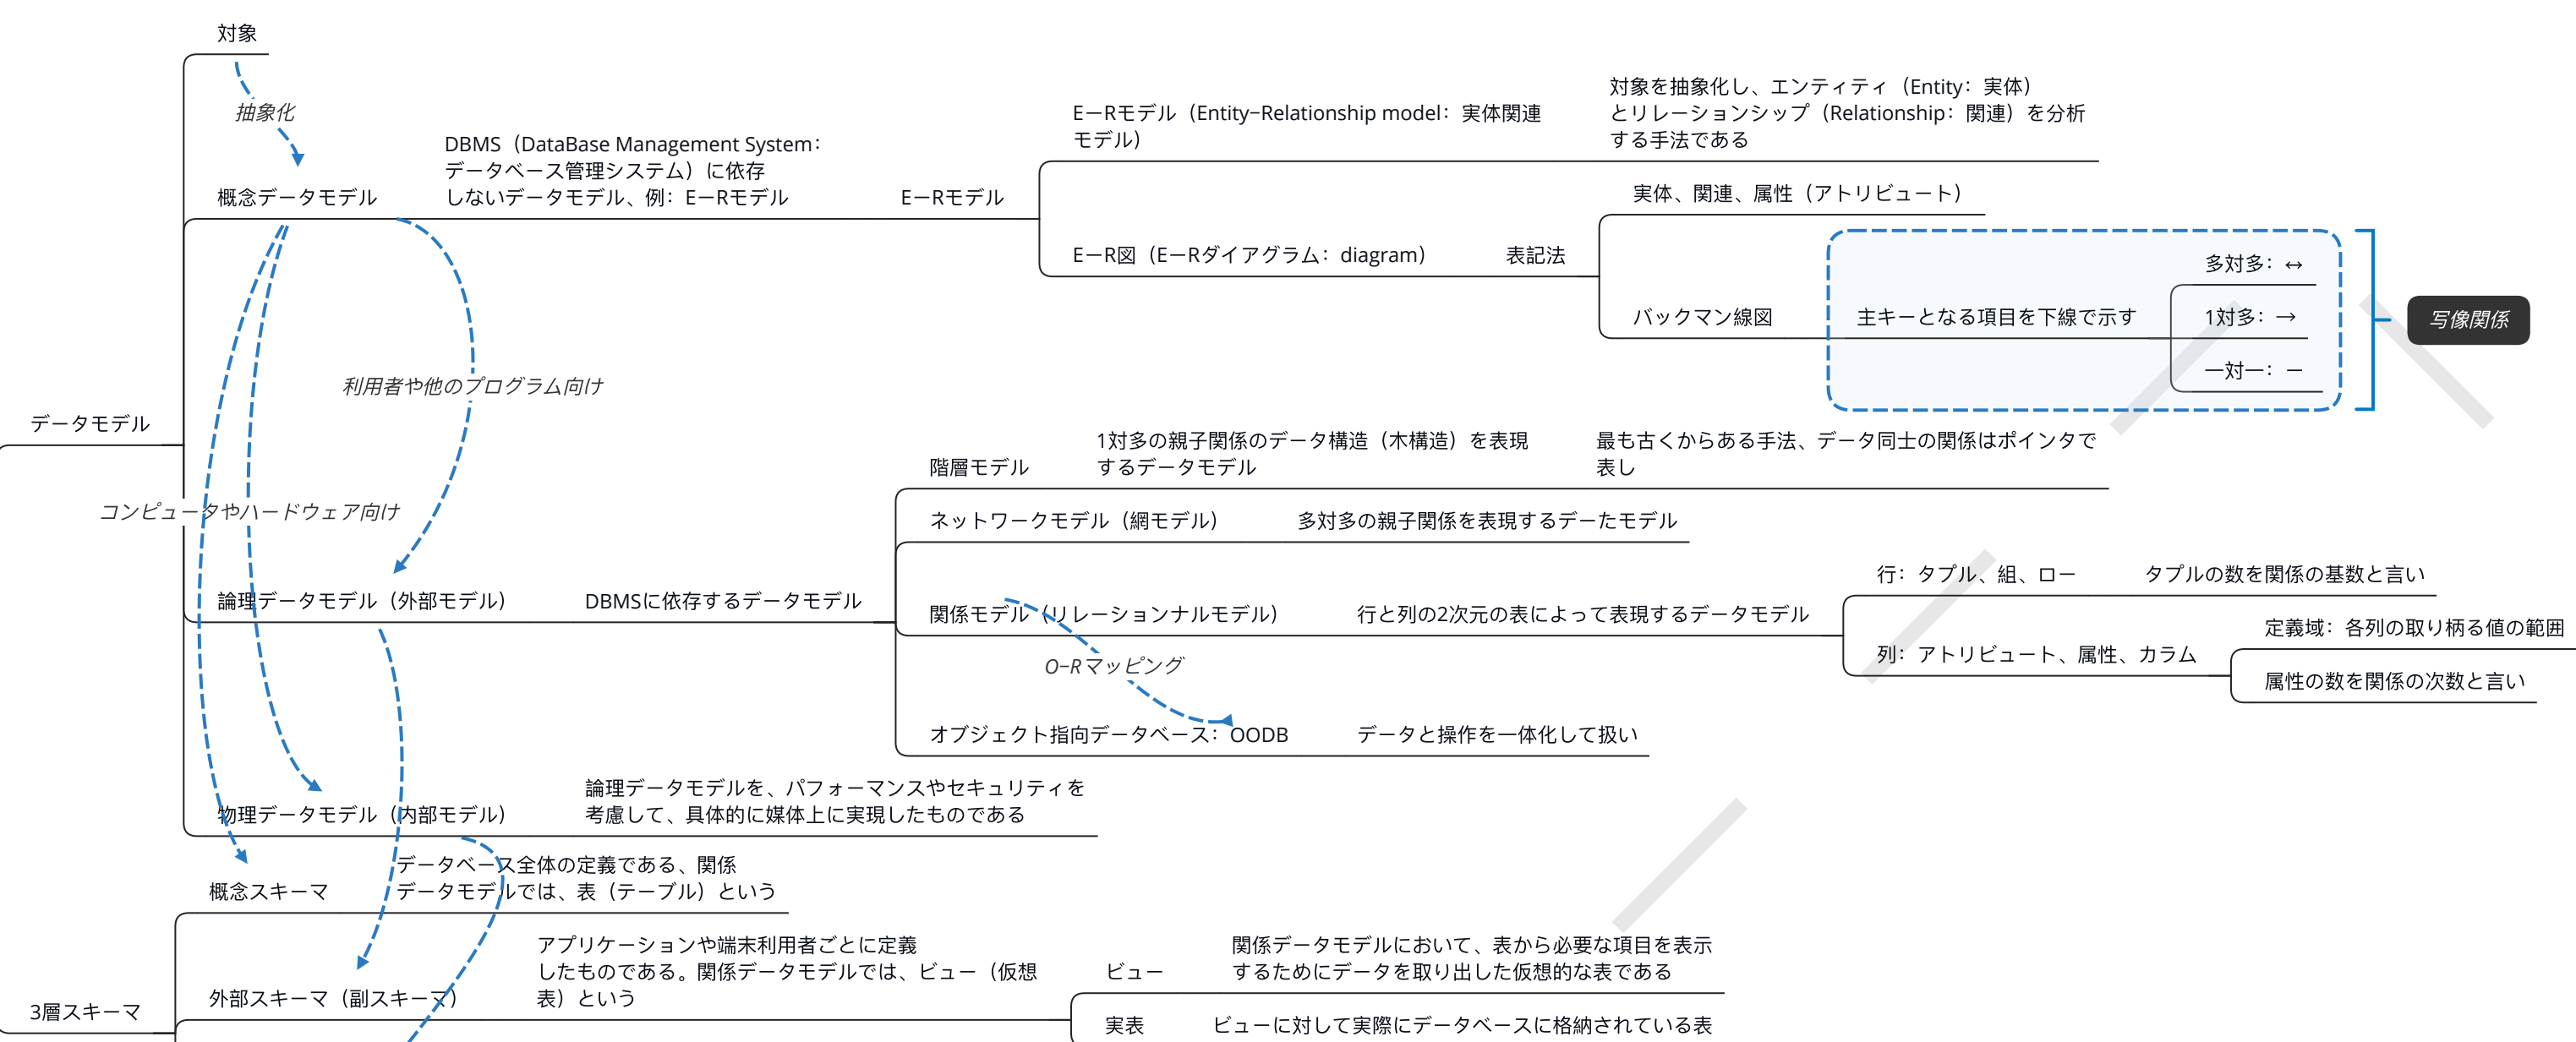 対象
抽象化
概念データモデル
DBMS（DataBase Management System：
データベース管理システム）に依存
しないデータモデル、例：EーRモデル
EーRモデル
EーRモデル（Entity−Relationship model：実体関連
モデル）
対象を抽象化し、エンティティ（Entity：実体）
とリレーションシップ（Relationship：関連）を分析
する手法である
EーR図（EーRダイアグラム：diagram）
表記法
実体、関連、属性（アトリビュート）
バックマン線図
主キーとなる項目を下線で示す
多対多：↔
1対多：→
一対一：ー
写像関係
利用者や他のプログラム向け
データモデル
コンピュータやハードウェア向け
論理データモデル（外部モデル）
DBMSに依存するデータモデル
階層モデル
1対多の親子関係のデータ構造（木構造）を表現
するデータモデル
最も古くからある手法、データ同士の関係はポインタで
表し
ネットワークモデル（網モデル）
多対多の親子関係を表現するデーたモデル
関係モデル（リレーションナルモデル）
行と列の2次元の表によって表現するデータモデル
行：タプル、組、ロー
タプルの数を関係の基数と言い
列：アトリビュート、属性、カラム
定義域：各列の取り柄る値の範囲
属性の数を関係の次数と言い
O−Rマッピング
オブジェクト指向データベース：OODB
データと操作を一体化して扱い
物理データモデル（内部モデル）
論理データモデルを、パフォーマンスやセキュリティを
考慮して、具体的に媒体上に実現したものである
3層スキーマ
概念スキーマ
データベース全体の定義である、関係
データモデルでは、表（テーブル）という
外部スキーマ（副スキーマ）
アプリケーションや端末利用者ごとに定義
したものである。関係データモデルでは、ビュー（仮想
表）という
ビュー
関係データモデルにおいて、表から必要な項目を表示
するためにデータを取り出した仮想的な表である
実表
ビューに対して実際にデータベースに格納されている表